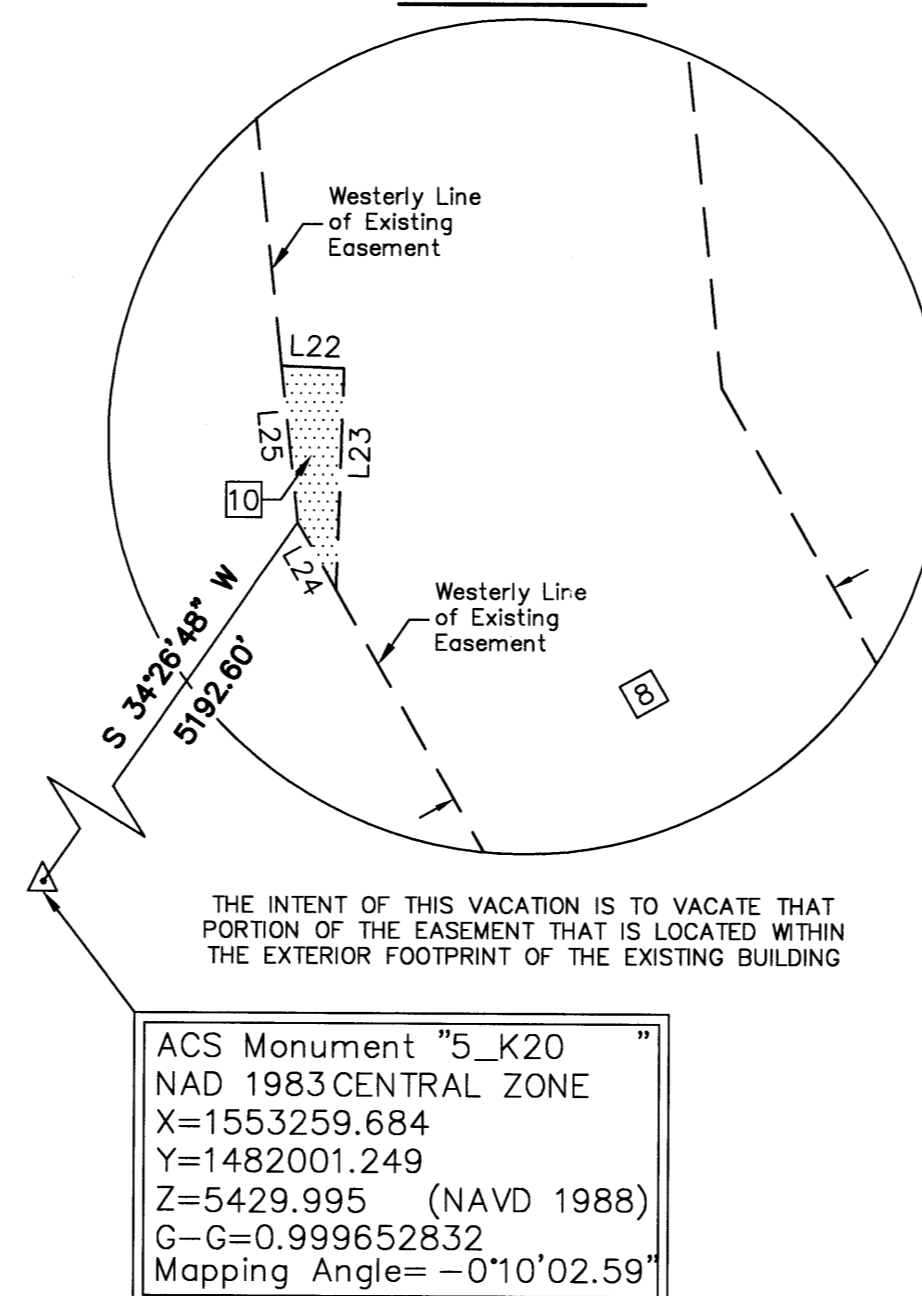 Westerly Line
of Existing
Easement
L22
L25
L23
10
L24
S 34°26'48" W
5192.60'
Westerly Line
of Existing
Easement
8
THE INTENT OF THIS VACATION IS TO VACATE THAT
PORTION OF THE EASEMENT THAT IS LOCATED WITHIN
THE EXTERIOR FOOTPRINT OF THE EXISTING BUILDING
ACS Monument "5_K20 "
NAD 1983 CENTRAL ZONE
X=1553259.684
Y=1482001.249
Z=5429.995 (NAVD 1988)
G-G=0.999652832
Mapping Angle= -0°10'02.59"